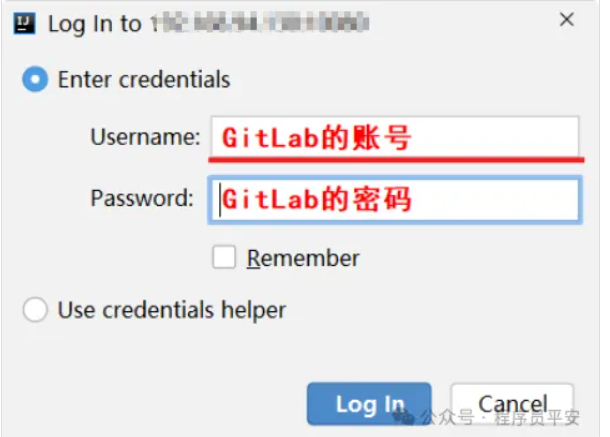 IJ
Log In to
Enter credentials
Username: GitLab的账号
Password: GitLab的密码
Remember
Use credentials helper
Log In Cancel
公众号·程序员平安